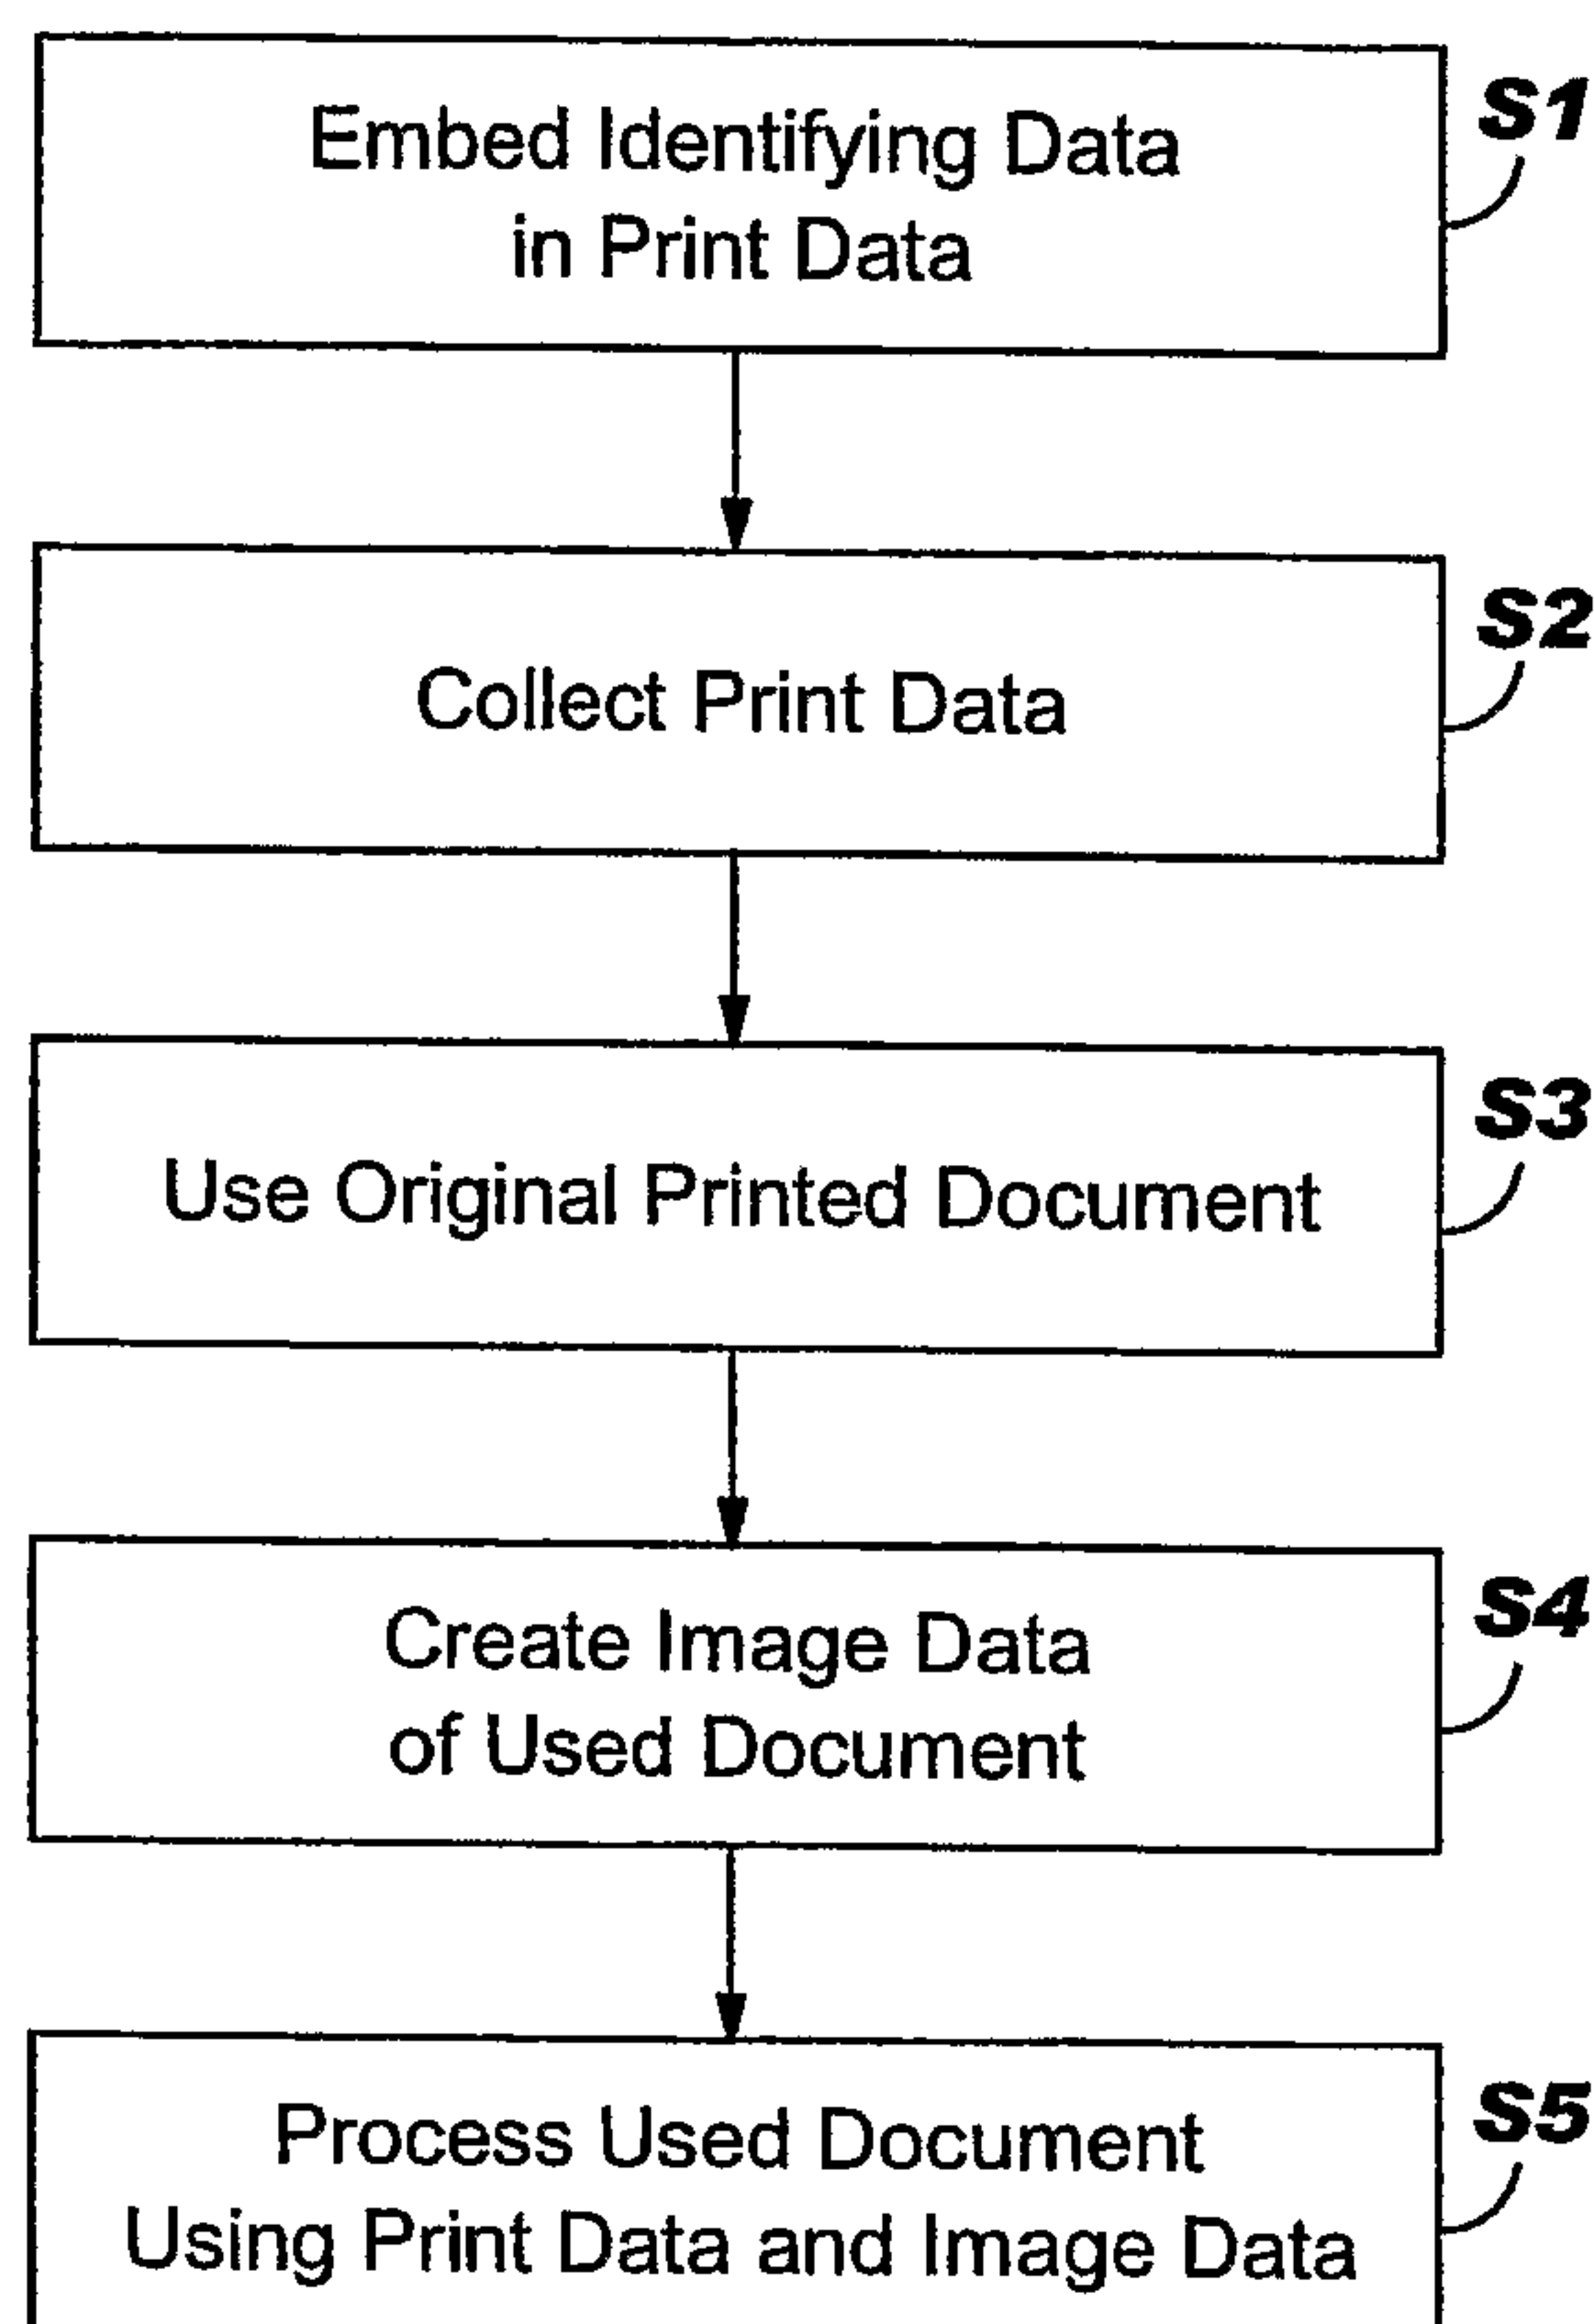 Embed Identifying Data
in Print Data
S1
Collect Print Data
S2
Use Original Printed Document
S3
Create Image Data
of Used Document
S4
Process Used Document
Using Print Data and Image Data
S5